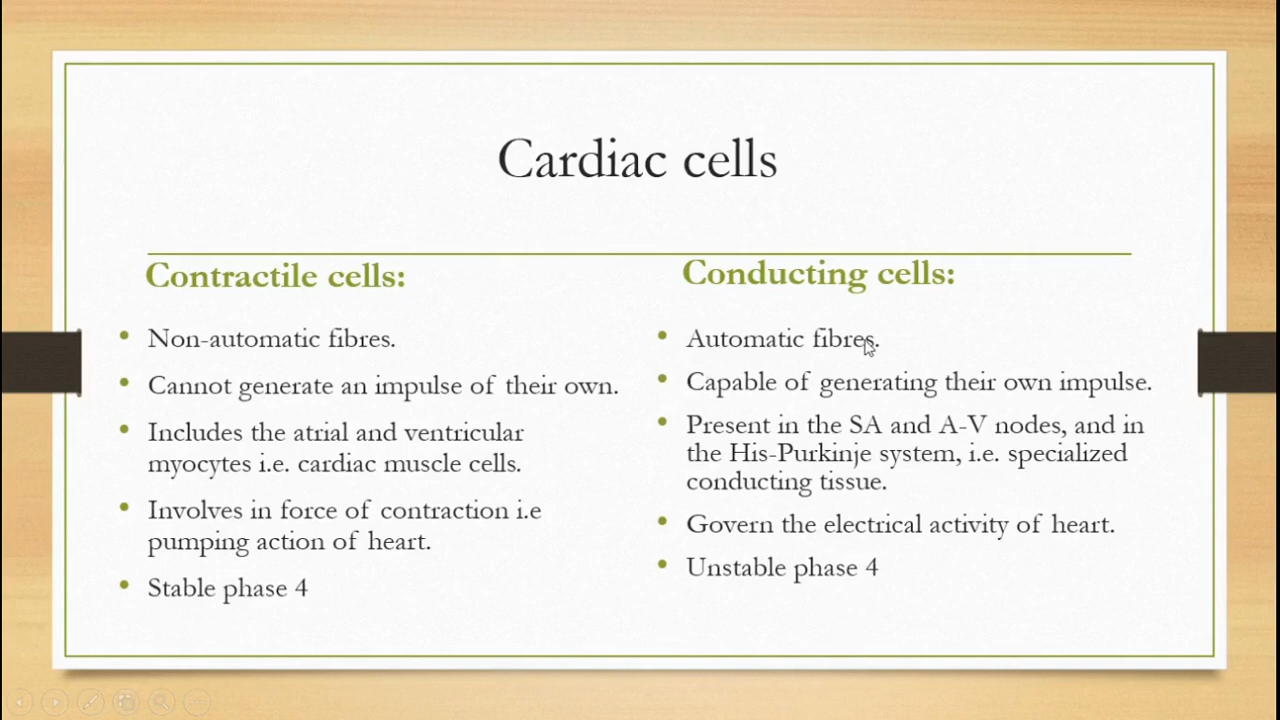 Cardiac cells
Contractile cells:
• Non-automatic fibres.
• Cannot generate an impulse of their own.
• Includes the atrial and ventricular
myocytes i.e. cardiac muscle cells.
• Involves in force of contraction i.e
pumping action of heart.
• Stable phase 4
Conducting cells:
• Automatic fibres.
• Capable of generating their own impulse.
• Present in the SA and A-V nodes, and in
the His-Purkinje system, i.e. specialized
conducting tissue.
• Govern the electrical activity of heart.
• Unstable phase 4